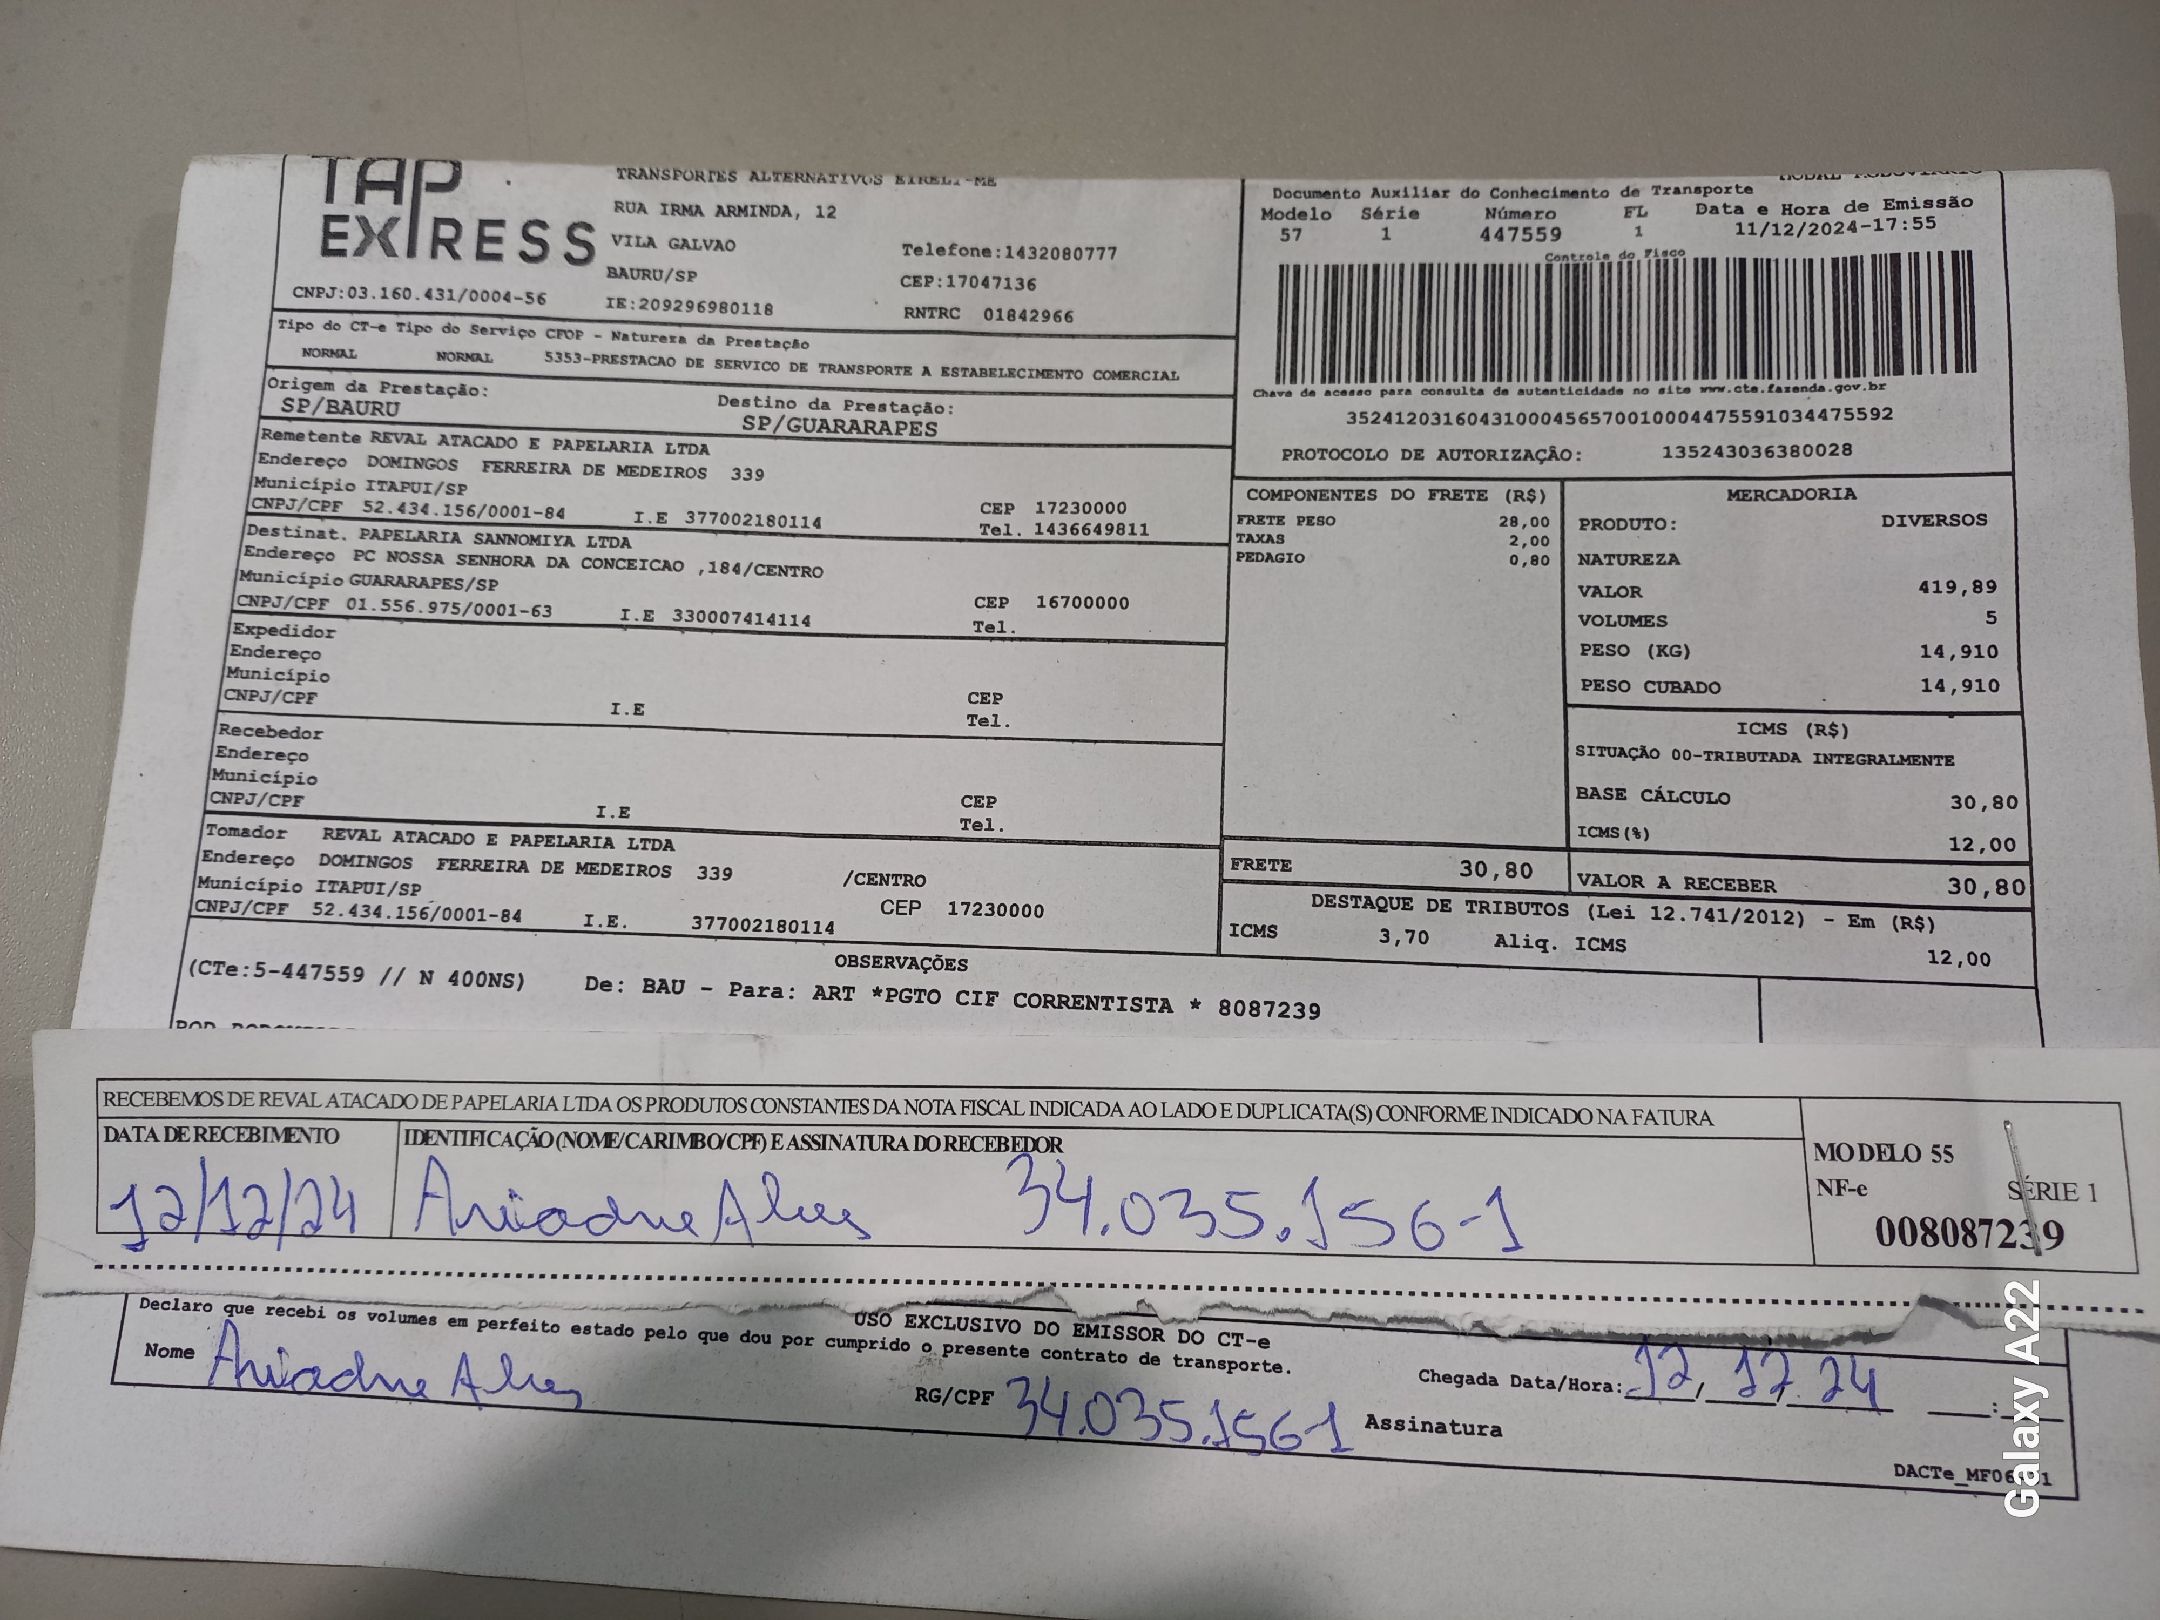 TAP
EXPRESS
TRANSPORTES ALTERNATIVOS EIRELI-ME
RUA IRMA ARMINDA, 12
VILA GALVAO
Telefone:1432080777
BAURU/SP
CEP:17047136
CNPJ:03.160.431/0004-56
IE:209296980118
RNTRC 01842966
MODAL RODOVIÁRIO
Documento Auxiliar do Conhecimento de Transporte
Modelo Série Número FL Data e Hora de Emissão
57 1 447559 1 11/12/2024-17:55
Controle do Fisco
Chave de acesso para consulta de autenticidade no site www.cte.fazenda.gov.br
35241203160431000456570010004475591034475592
PROTOCOLO DE AUTORIZAÇÃO: 135243036380028
Tipo do CT-e Tipo do Serviço CFOP - Natureza da Prestação
NORMAL NORMAL 5353-PRESTACAO DE SERVICO DE TRANSPORTE A ESTABELECIMENTO COMERCIAL
Origem da Prestação: Destino da Prestação:
SP/BAURU SP/GUARARAPES
Remetente REVAL ATACADO E PAPELARIA LTDA
Endereço DOMINGOS FERREIRA DE MEDEIROS 339
Município ITAPUI/SP CEP 17230000
CNPJ/CPF 52.434.156/0001-84 I.E 377002180114 Tel. 1436649811
Destinat. PAPELARIA SANNOMIYA LTDA
Endereço PC NOSSA SENHORA DA CONCEICAO ,184/CENTRO
Município GUARARAPES/SP CEP 16700000
CNPJ/CPF 01.556.975/0001-63 I.E 330007414114 Tel.
Expedidor
Endereço
Município CEP
CNPJ/CPF I.E Tel.
Recebedor
Endereço
Município CEP
CNPJ/CPF I.E Tel.
Tomador REVAL ATACADO E PAPELARIA LTDA
Endereço DOMINGOS FERREIRA DE MEDEIROS 339 /CENTRO
Município ITAPUI/SP CEP 17230000
CNPJ/CPF 52.434.156/0001-84 I.E. 377002180114
COMPONENTES DO FRETE (R$)
FRETE PESO 28,00
TAXAS 2,00
PEDAGIO 0,80
MERCADORIA
PRODUTO: DIVERSOS
NATUREZA
VALOR 419,89
VOLUMES 5
PESO (KG) 14,910
PESO CUBADO 14,910
ICMS (R$)
SITUAÇÃO 00-TRIBUTADA INTEGRALMENTE
BASE CÁLCULO 30,80
ICMS(%) 12,00
FRETE 30,80 VALOR A RECEBER 30,80
DESTAQUE DE TRIBUTOS (Lei 12.741/2012) - Em (R$)
ICMS 3,70 Aliq. ICMS 12,00
OBSERVAÇÕES
(CTe:5-447559 // N 400NS) De: BAU - Para: ART *PGTO CIF CORRENTISTA * 8087239
RECEBEMOS DE REVAL ATACADO DE PAPELARIA LTDA OS PRODUTOS CONSTANTES DA NOTA FISCAL INDICADA AO LADO E DUPLICATA(S) CONFORME INDICADO NA FATURA
DATA DE RECEBIMENTO IDENTIFICAÇÃO (NOME/CARIMBO/CPF) E ASSINATURA DO RECEBEDOR
12/12/24 Ariadne Alves 34.035.156-1
MODELO 55
NF-e SÉRIE 1
008087239
USO EXCLUSIVO DO EMISSOR DO CT-e
Declaro que recebi os volumes em perfeito estado pelo que dou por cumprido o presente contrato de transporte.
Nome Ariadne Alves RG/CPF 34.035.156-1 Assinatura
Chegada Data/Hora: 12/12/24 :
Galaxy A22